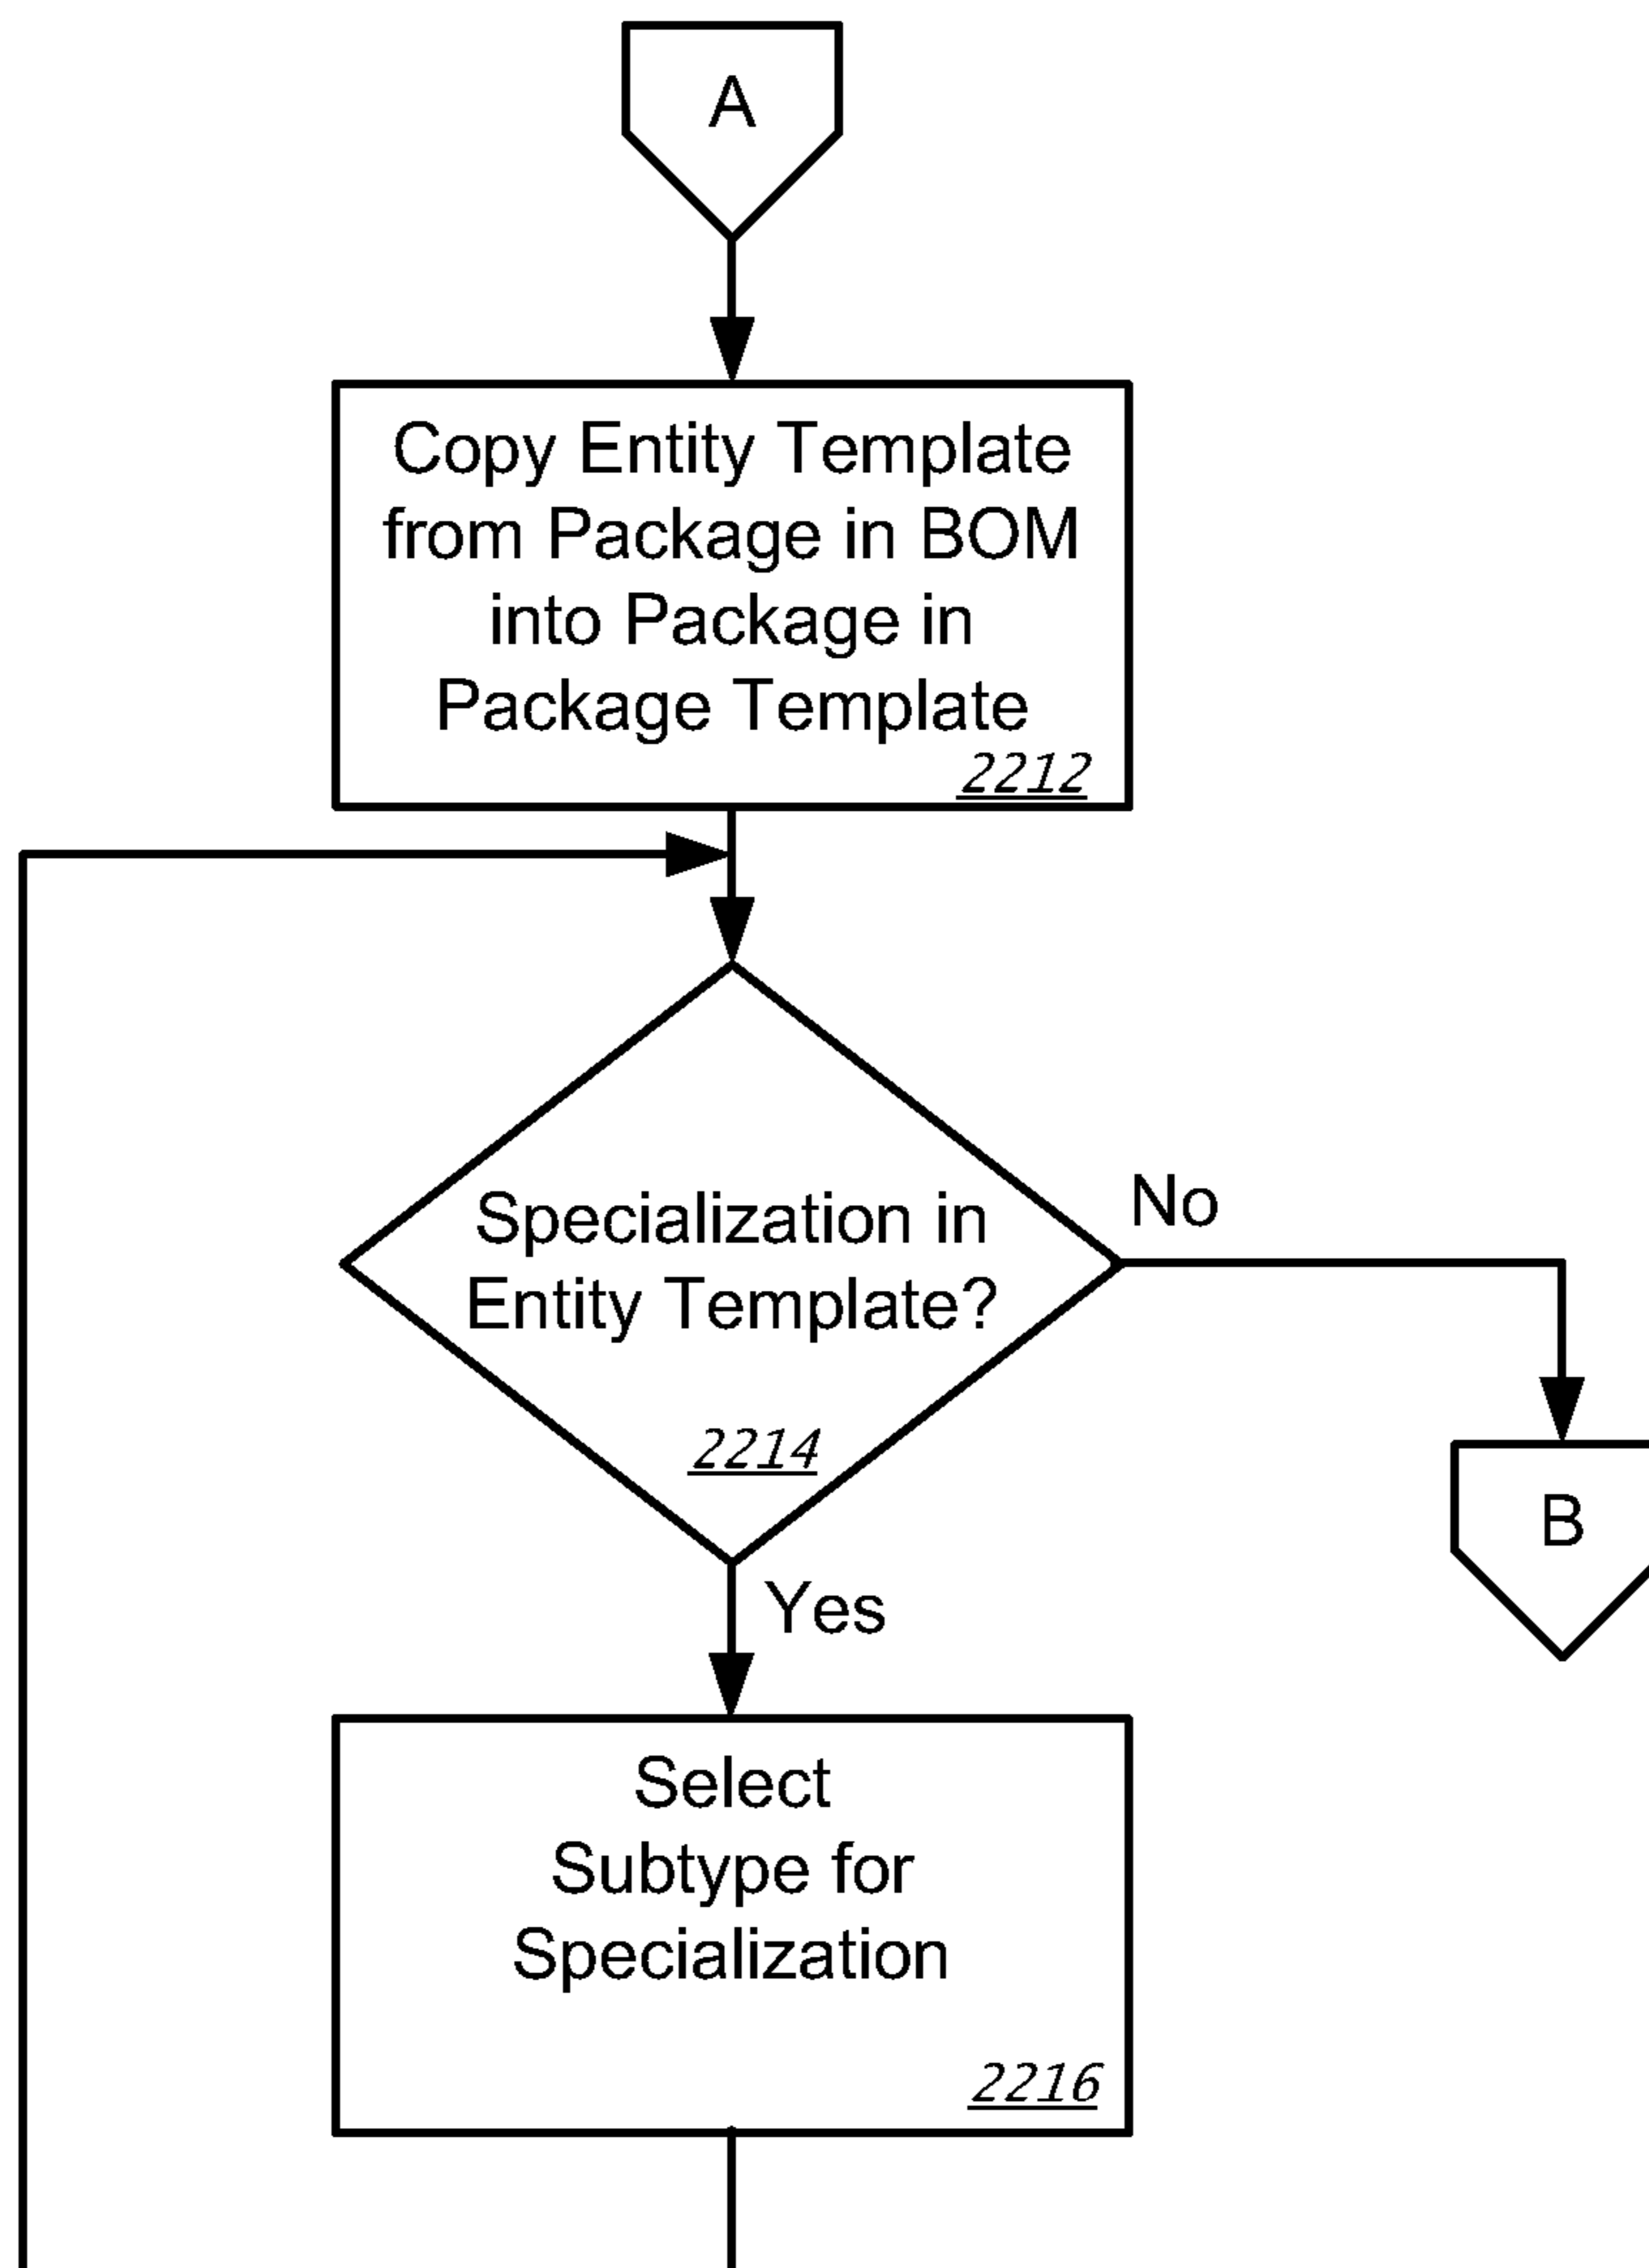 A
Copy Entity Template
from Package in BOM
into Package in
Package Template
2212
Specialization in
Entity Template?
2214
No
B
Yes
Select
Subtype for
Specialization
2216